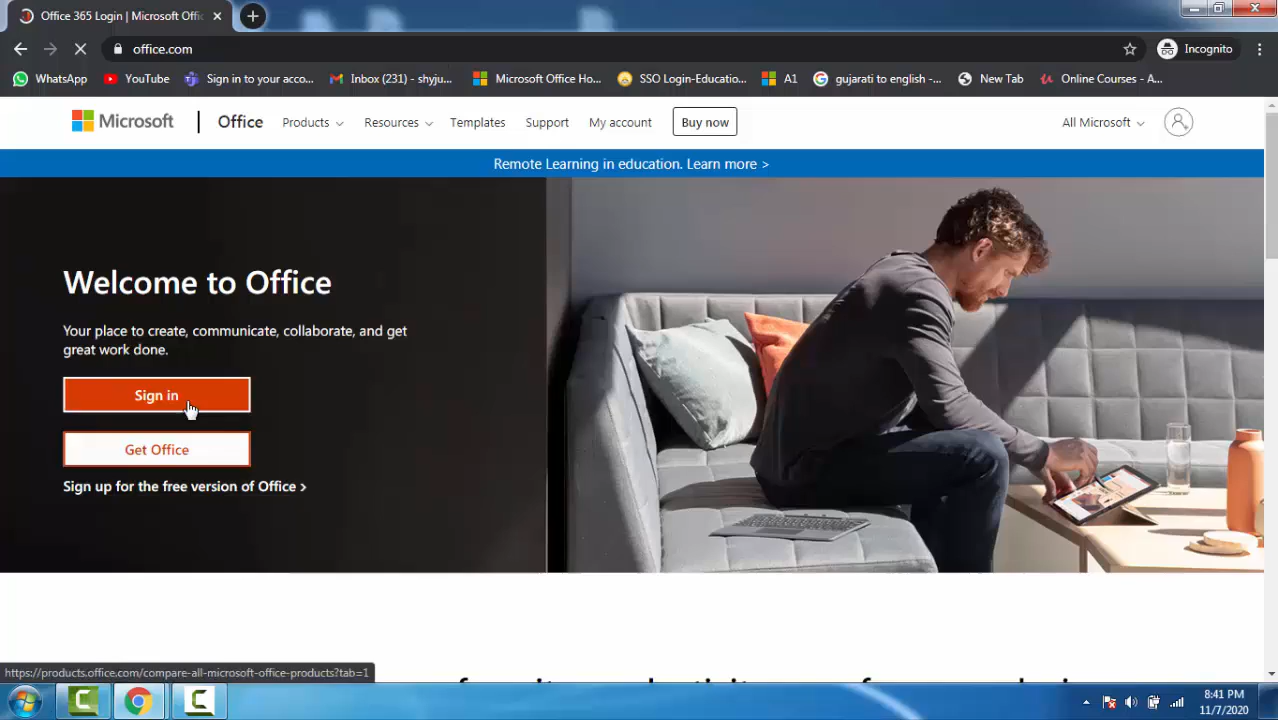 Office 365 Login | Microsoft Offic
office.com
Incognito
WhatsApp YouTube Sign in to your acco... Inbox (231) - shyju... Microsoft Office Ho... SSO Login-Educatio... A1 gujarati to english -... New Tab Online Courses - A...
Microsoft Office Products Resources Templates Support My account Buy now All Microsoft
Remote Learning in education. Learn more >
Welcome to Office
Your place to create, communicate, collaborate, and get
great work done.
Sign in
Get Office
Sign up for the free version of Office >
https://products.office.com/compare-all-microsoft-office-products?tab=1
8:41 PM
11/7/2020